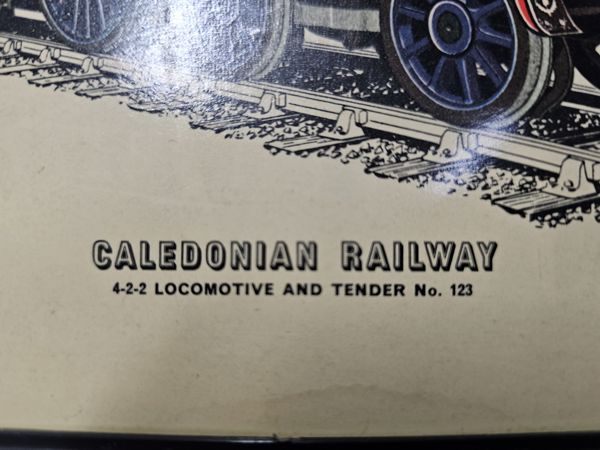 CALEDONIAN RAILWAY
4-2-2 LOCOMOTIVE AND TENDER No. 123